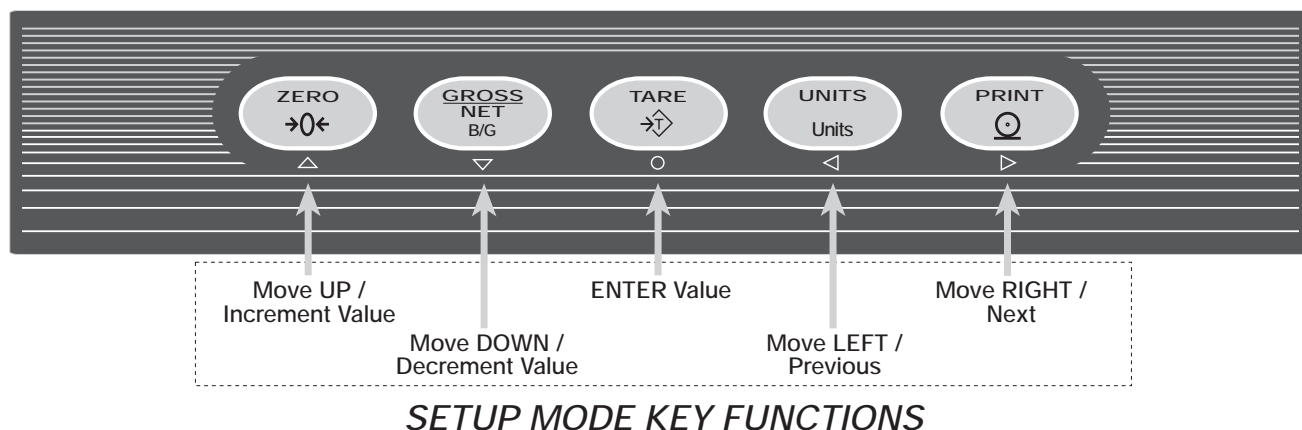 ZERO
→0←
GROSS
NET
B/G
TARE
T
UNITS
Units
PRINT
Move UP /
Increment Value
Move DOWN /
Decrement Value
ENTER Value
Move LEFT /
Previous
Move RIGHT /
Next
SETUP MODE KEY FUNCTIONS